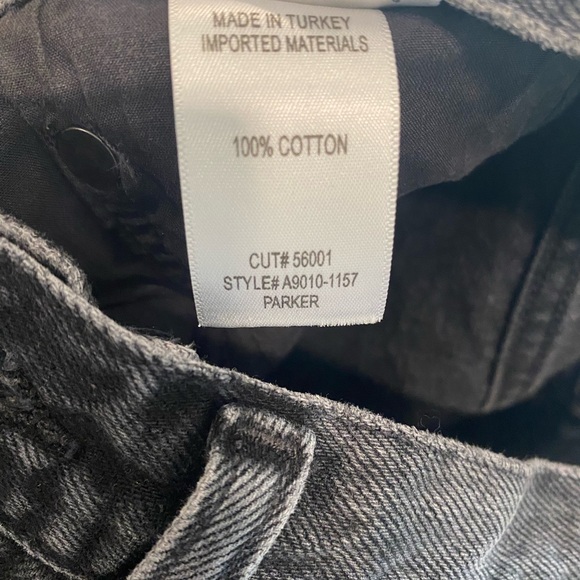 MADE IN TURKEY
IMPORTED MATERIALS
100% COTTON
CUT# 56001
STYLE# A9010-1157
PARKER